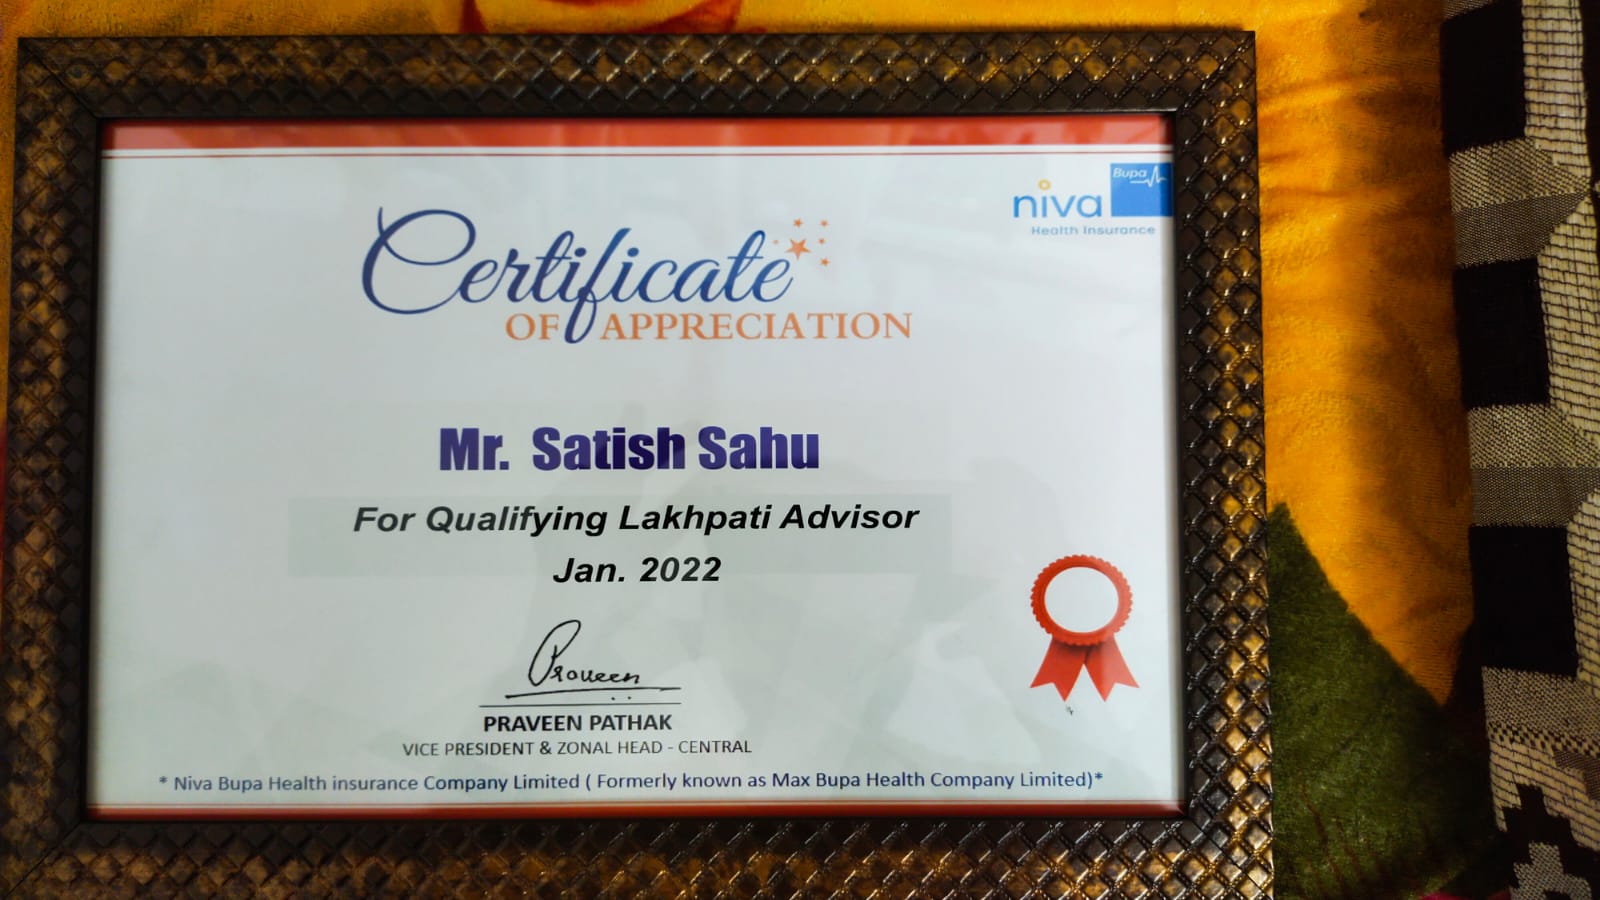 Bupa
niva
Health Insurance
Certificate
OF APPRECIATION
Mr. Satish Sahu
For Qualifying Lakhpati Advisor
Jan. 2022
Praveen
PRAVEEN PATHAK
VICE PRESIDENT & ZONAL HEAD - CENTRAL
* Niva Bupa Health insurance Company Limited ( Formerly known as Max Bupa Health Company Limited)*